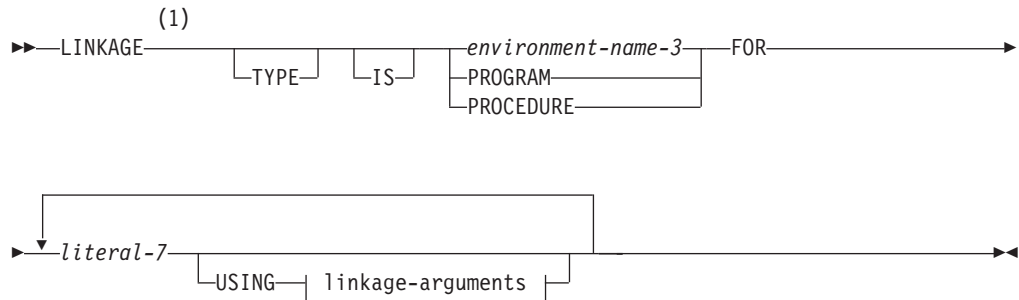 (1)
LINKAGE environment-name-3 FOR
TYPE IS PROGRAM
PROCEDURE
literal-7
USING linkage-arguments